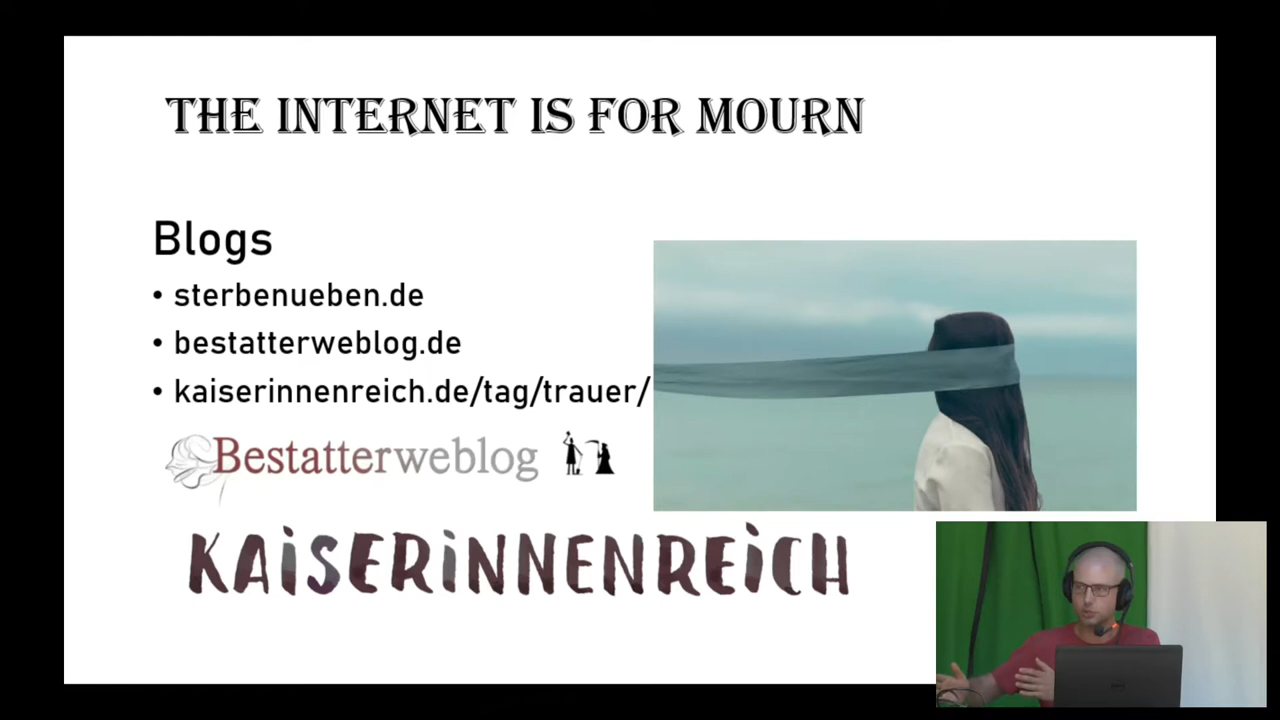 THE INTERNET IS FOR MOURN
Blogs
• sterbenueben.de
• bestatterweblog.de
• kaiserinnenreich.de/tag/trauer/
Bestatterweblog
KAiSERiNNENREiCH